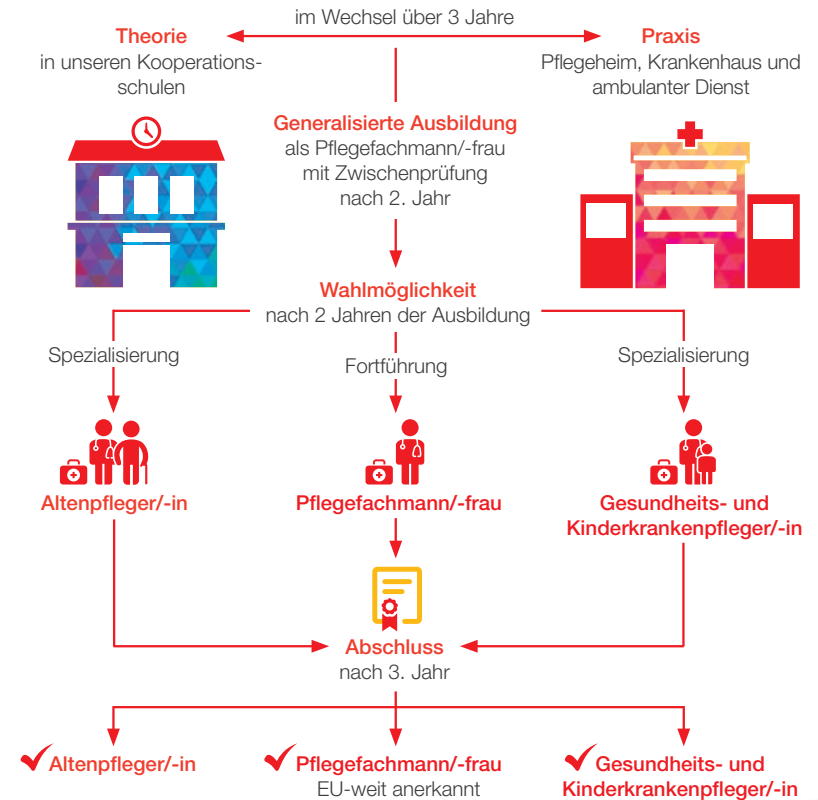 im Wechsel über 3 Jahre
Theorie
in unseren Kooperations-
schulen
Praxis
Pflegeheim, Krankenhaus und
ambulanter Dienst
Generalisierte Ausbildung
als Pflegefachmann/-frau
mit Zwischenprüfung
nach 2. Jahr
Wahlmöglichkeit
nach 2 Jahren der Ausbildung
Spezialisierung
Fortführung
Spezialisierung
Altenpfleger/-in
Pflegefachmann/-frau
Gesundheits- und
Kinderkrankenpfleger/-in
Abschluss
nach 3. Jahr
Altenpfleger/-in
Pflegefachmann/-frau
EU-weit anerkannt
Gesundheits- und
Kinderkrankenpfleger/-in